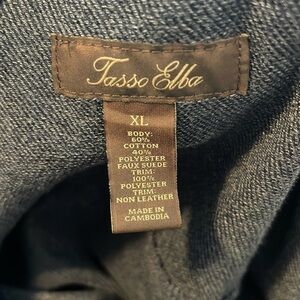 Tasso Elba
XL
BODY:
60%
COTTON
40%
POLYESTER
FAUX SUEDE
TRIM:
100%
POLYESTER
TRIM:
NON LEATHER
MADE IN
CAMBODIA